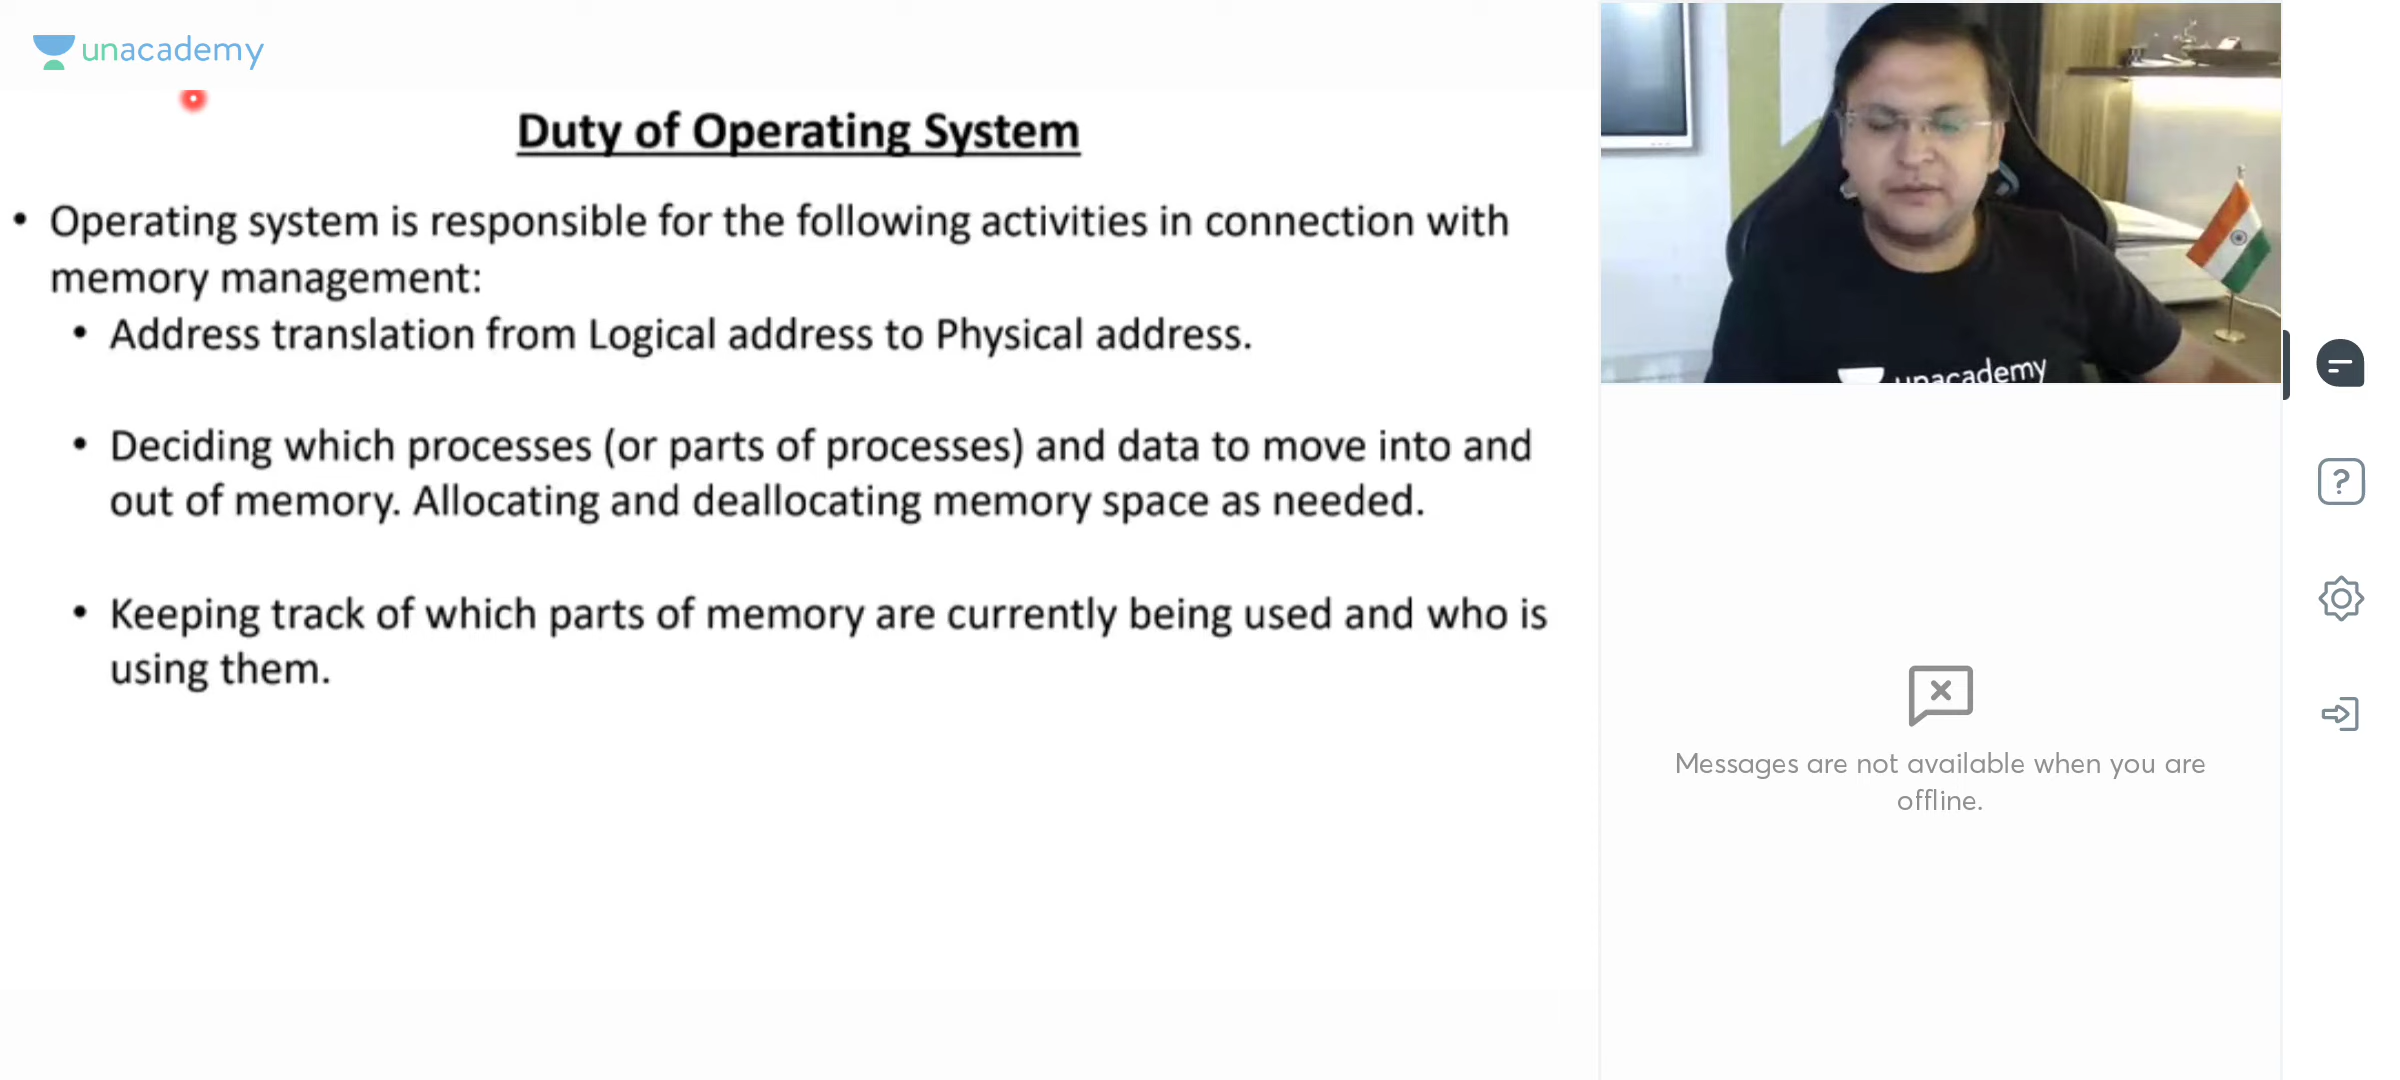 unacademy
Duty of Operating System
• Operating system is responsible for the following activities in connection with
memory management:
• Address translation from Logical address to Physical address.
• Deciding which processes (or parts of processes) and data to move into and
out of memory. Allocating and deallocating memory space as needed.
• Keeping track of which parts of memory are currently being used and who is
using them.
unacademy
Messages are not available when you are
offline.